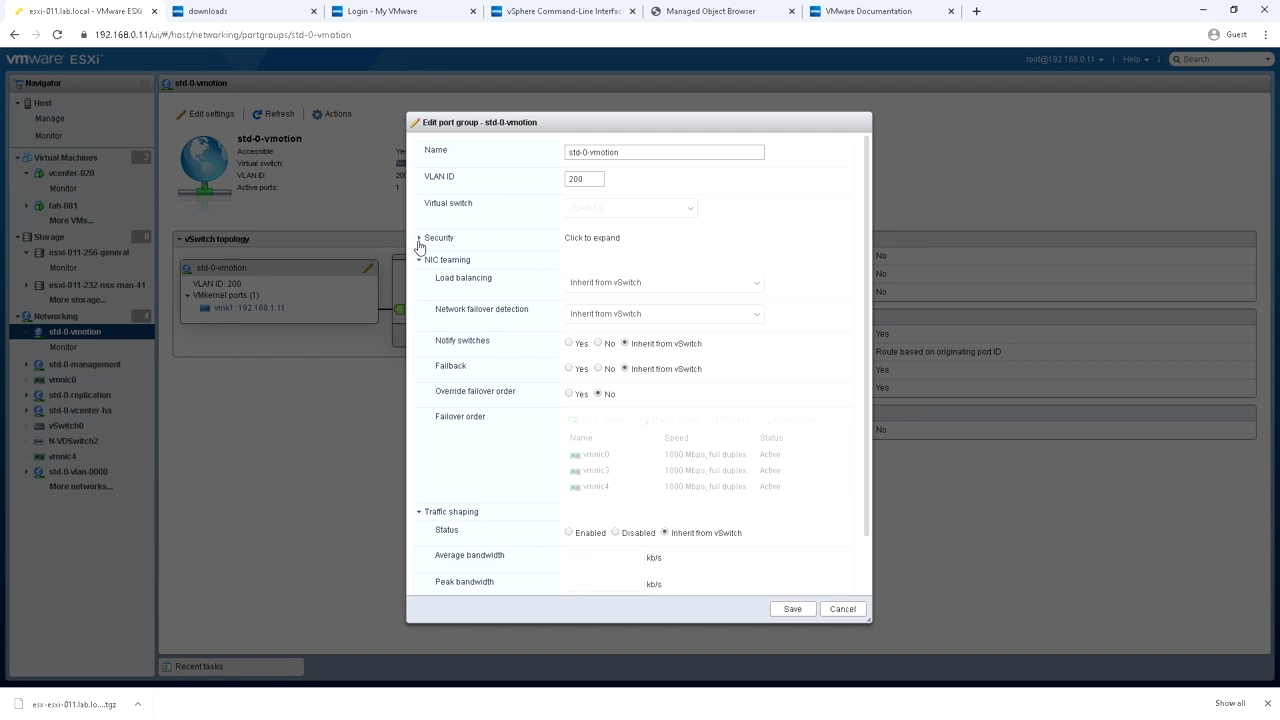 esxi-011.lab.local - VMware ESXi
downloads
Login - My VMware
vSphere Command-Line Interfac
Managed Object Browser
VMware Documentation
192.168.0.11/ui/#/host/networking/portgroups/std-0-vmotion
Guest
vmware ESXi
root@192.168.0.11
Help
Search
Navigator
Host
Manage
Monitor
Virtual Machines
2
vcenter-020
Monitor
fah-081
More VMs...
Storage
8
esxi-011-256-general
Monitor
esxi-011-232-nsx-man-41
More storage...
Networking
4
std-0-vmotion
Monitor
std-0-management
vmnic0
std-0-replication
std-0-vcenter-ha
vSwitch0
N-VDSwitch2
vmnic4
std-0-vlan-0000
More networks...
std-0-vmotion
Edit settings
Refresh
Actions
std-0-vmotion
Accessible:
Virtual switch:
VLAN ID:
200
Active ports:
1
vSwitch topology
std-0-vmotion
VLAN ID: 200
VMkernel ports (1)
vmk1: 192.168.1.11
Edit port group - std-0-vmotion
Name
std-0-vmotion
VLAN ID
200
Virtual switch
Security
Click to expand
NIC teaming
Load balancing
Inherit from vSwitch
Network failover detection
Inherit from vSwitch
Notify switches
Yes No Inherit from vSwitch
Failback
Yes No Inherit from vSwitch
Override failover order
Yes No
Failover order
Name Speed Status
vmnic0 1000 Mbps, full duplex Active
vmnic3 1000 Mbps, full duplex Active
vmnic4 1000 Mbps, full duplex Active
Traffic shaping
Status
Enabled Disabled Inherit from vSwitch
Average bandwidth
kb/s
Peak bandwidth
kb/s
Save
Cancel
No
No
No
Yes
Route based on originating port ID
Yes
Yes
No
Recent tasks
esx-esxi-011.lab.lo....tgz
Show all